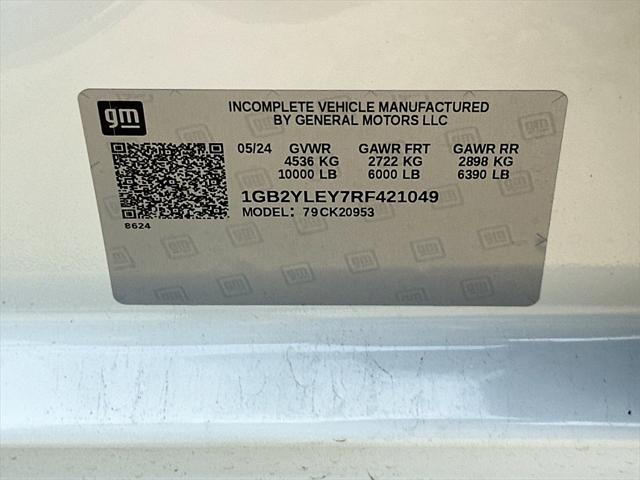 gm
INCOMPLETE VEHICLE MANUFACTURED
BY GENERAL MOTORS LLC
05/24 GVWR GAWR FRT GAWR RR
4536 KG 2722 KG 2898 KG
10000 LB 6000 LB 6390 LB
1GB2YLEY7RF421049
MODEL: 79CK20953
8624